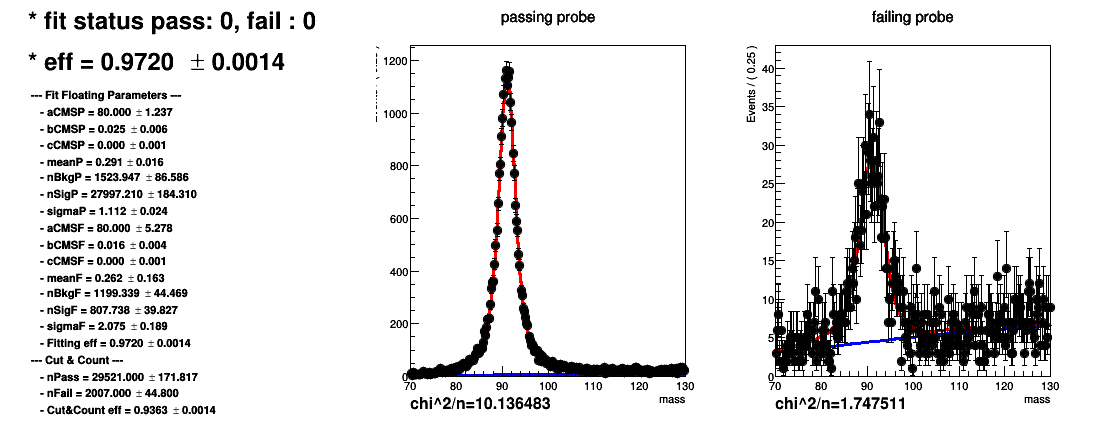 * fit status pass: 0, fail : 0
* eff = 0.9720 ± 0.0014
--- Fit Floating Parameters ---
- aCMSP = 80.000 ± 1.237
- bCMSP = 0.025 ± 0.006
- cCMSP = 0.000 ± 0.001
- meanP = 0.291 ± 0.016
- nBkgP = 1523.947 ± 86.586
- nSigP = 27997.210 ± 184.310
- sigmaP = 1.112 ± 0.024
- aCMSF = 80.000 ± 5.278
- bCMSF = 0.016 ± 0.004
- cCMSF = 0.000 ± 0.001
- meanF = 0.262 ± 0.163
- nBkgF = 1199.339 ± 44.469
- nSigF = 807.738 ± 39.827
- sigmaF = 2.075 ± 0.189
- Fitting eff = 0.9720 ± 0.0014
--- Cut & Count ---
- nPass = 29521.000 ± 171.817
- nFail = 2007.000 ± 44.800
- Cut&Count eff = 0.9363 ± 0.0014
passing probe
1200
1000
800
600
400
200
0
70 80 90 100 110 120 130
mass
chi^2/n=10.136483
failing probe
Events / ( 0.25 )
40
35
30
25
20
15
10
5
0
70 80 90 100 110 120 130
mass
chi^2/n=1.747511